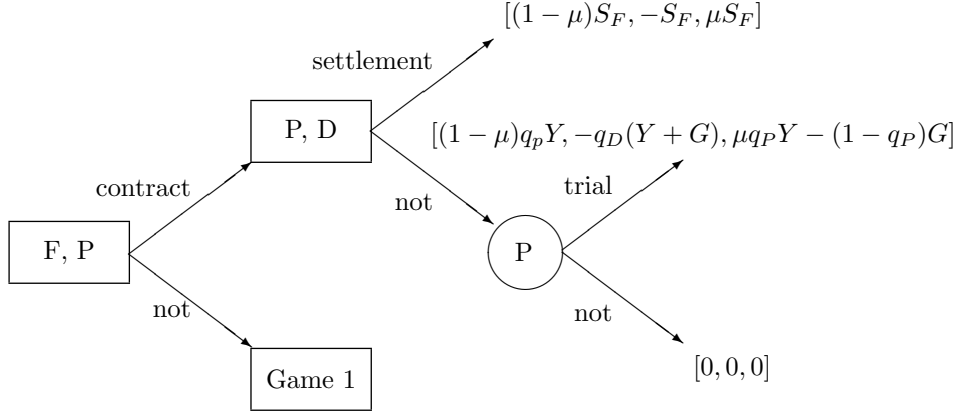 [(1 − μ)S_F, −S_F, μS_F]
settlement
P, D
[(1 − μ)q_pY, −q_D(Y + G), μq_PY − (1 − q_P)G]
trial
contract
not
F, P
P
not
not
Game 1
[0, 0, 0]